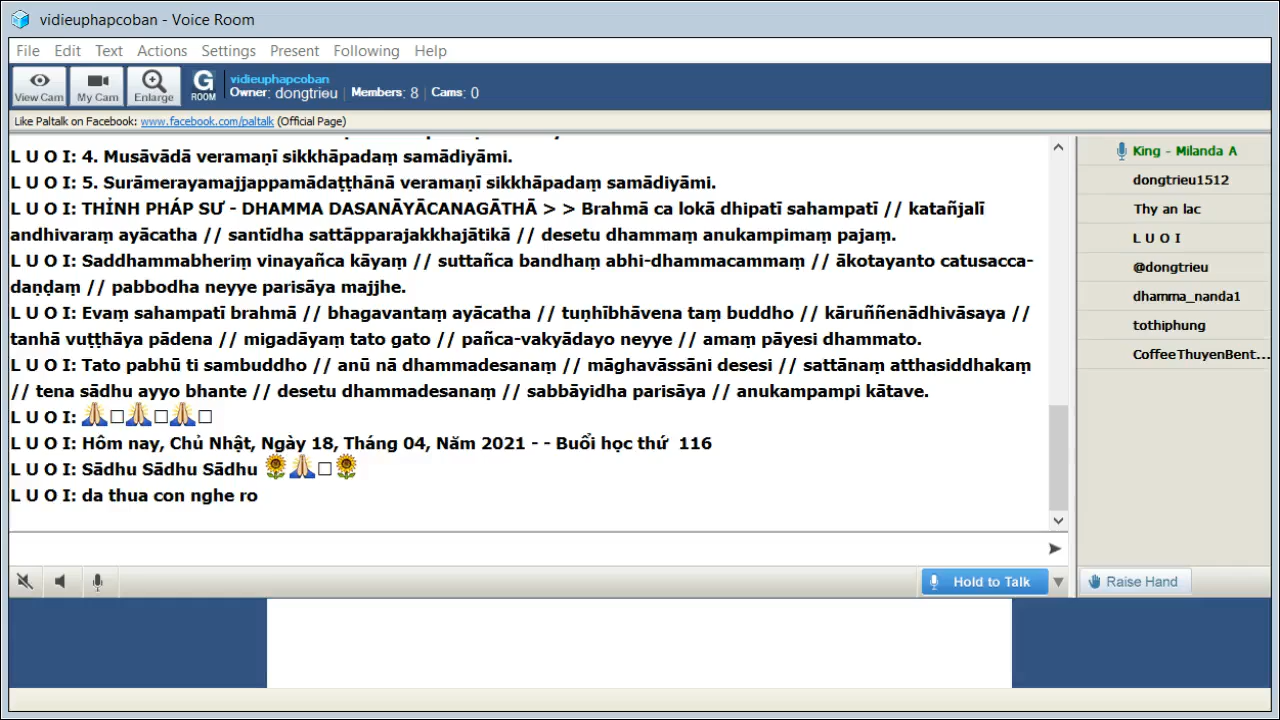 vidieuphapcoban - Voice Room
File Edit Text Actions Settings Present Following Help
View Cam My Cam Enlarge G ROOM vidieuphapcoban
Owner: dongtrieu | Members: 8 | Cams: 0
Like Paltalk on Facebook: www.facebook.com/paltalk (Official Page)
L U O I: 4. Musāvādā veramaṇī sikkhāpadaṃ samādiyāmi.
L U O I: 5. Surāmerayamajjappamādaṭṭhānā veramaṇī sikkhāpadaṃ samādiyāmi.
L U O I: THỈNH PHÁP SƯ - DHAMMA DASANĀYĀCANAGĀTHĀ > > Brahmā ca lokā dhipatī sahampatī // katañjalī
andhivaraṃ ayācatha // santīdha sattāpparajakkhajātikā // desetu dhammaṃ anukampimaṃ pajaṃ.
L U O I: Saddhammabheriṃ vinayañca kāyaṃ // suttañca bandhaṃ abhi-dhammacammaṃ // ākotayanto catusacca-
daṇḍaṃ // pabbodha neyye parisāya majjhe.
L U O I: Evaṃ sahampatī brahmā // bhagavantaṃ ayācatha // tuṇhībhāvena taṃ buddho // kāruññenādhivāsaya //
tanhā vuṭṭhāya pādena // migadāyaṃ tato gato // pañca-vakyādayo neyye // amaṃ pāyesi dhammato.
L U O I: Tato pabhū ti sambuddho // anū nā dhammadesanaṃ // māghavāssāni desesi // sattānaṃ atthasiddhakaṃ
// tena sādhu ayyo bhante // desetu dhammadesanaṃ // sabbāyidha parisāya // anukampampi kātave.
L U O I: 🙏□🙏□🙏□
L U O I: Hôm nay, Chủ Nhật, Ngày 18, Tháng 04, Năm 2021 - - Buổi học thứ 116
L U O I: Sādhu Sādhu Sādhu 🌻🙏□🌻
L U O I: da thua con nghe ro
King - Milanda A
dongtrieu1512
Thy an lac
L U O I
@dongtrieu
dhamma_nanda1
tothiphung
CoffeeThuyenBent...
Hold to Talk
Raise Hand